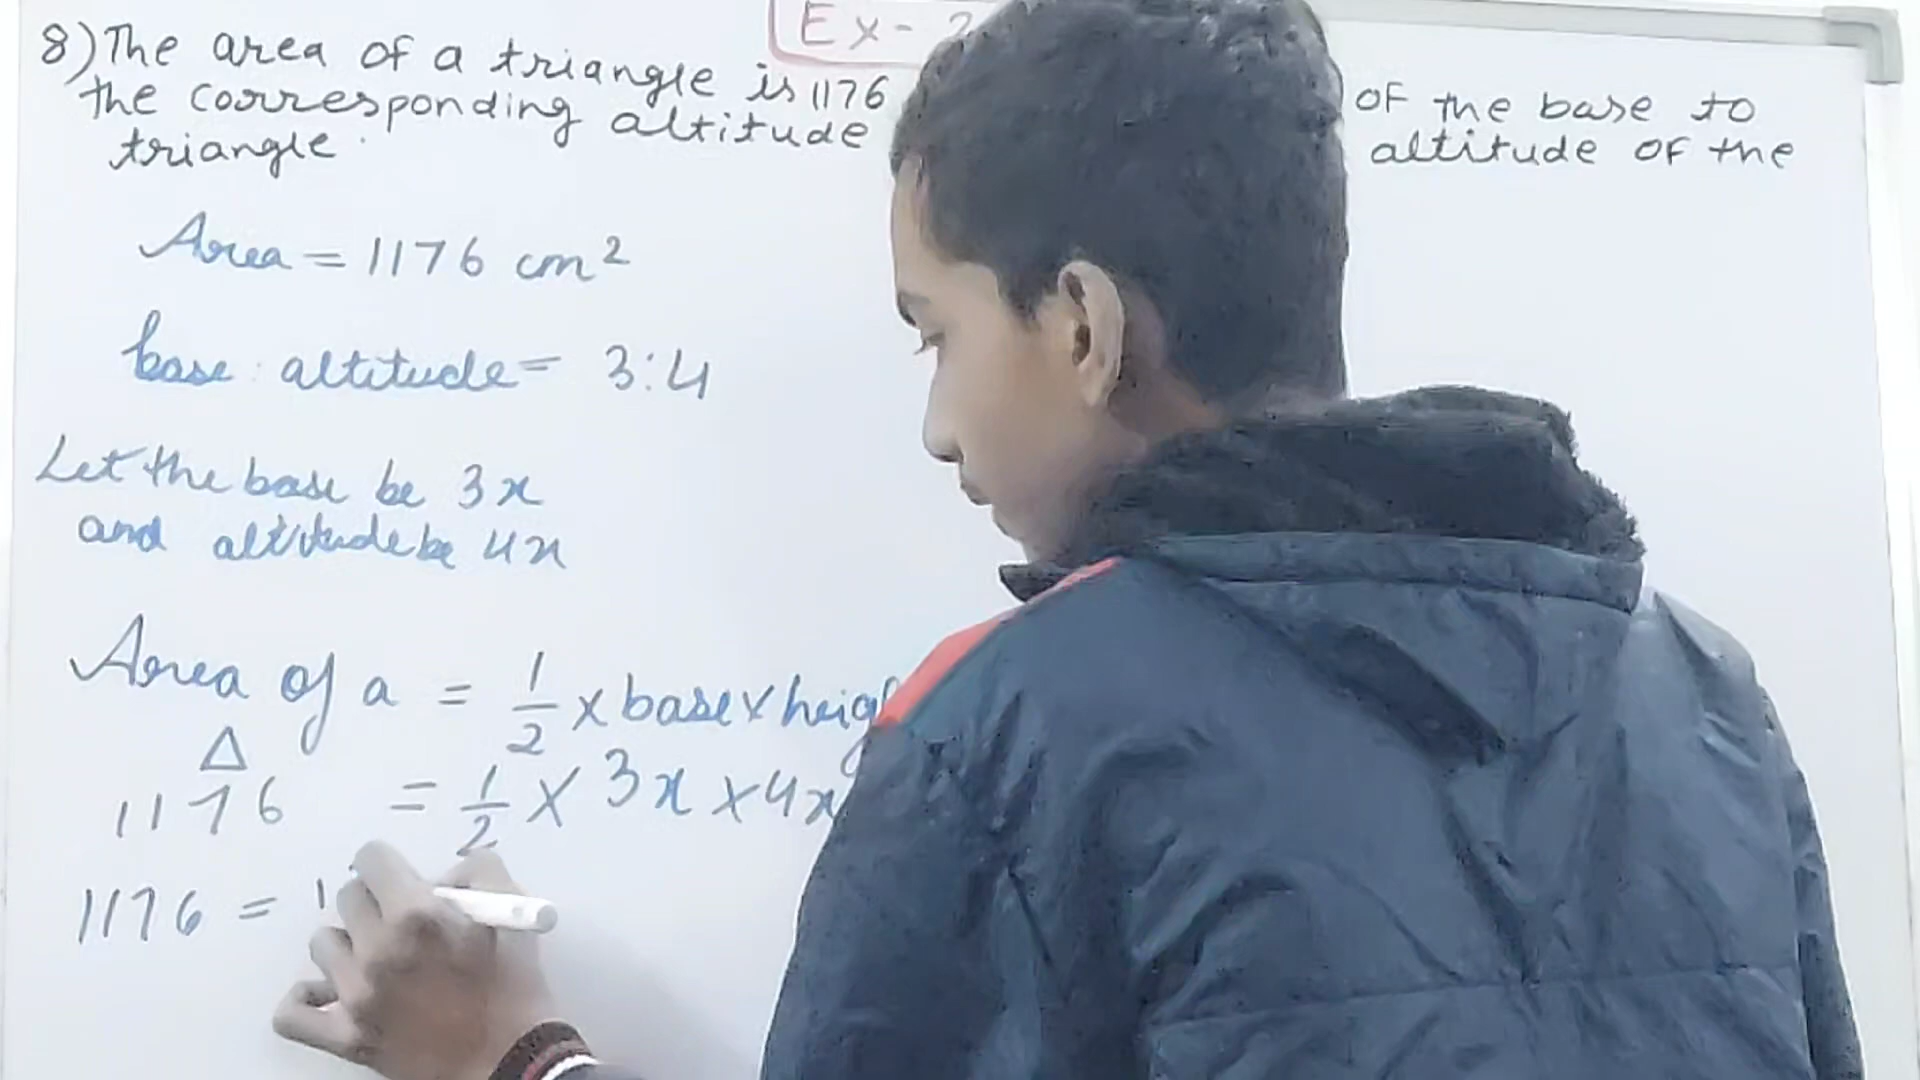 Ex-
8) The area of a triangle is 1176 of the base to
the corresponding altitude altitude of the
triangle.
Area = 1176 cm²
base : altitude = 3:4
Let the base be 3x
and altitude be 4x
Area of a = 1/2 × base × heigh
Δ
1176 = 1/2 × 3x × 4x
1176 = 1